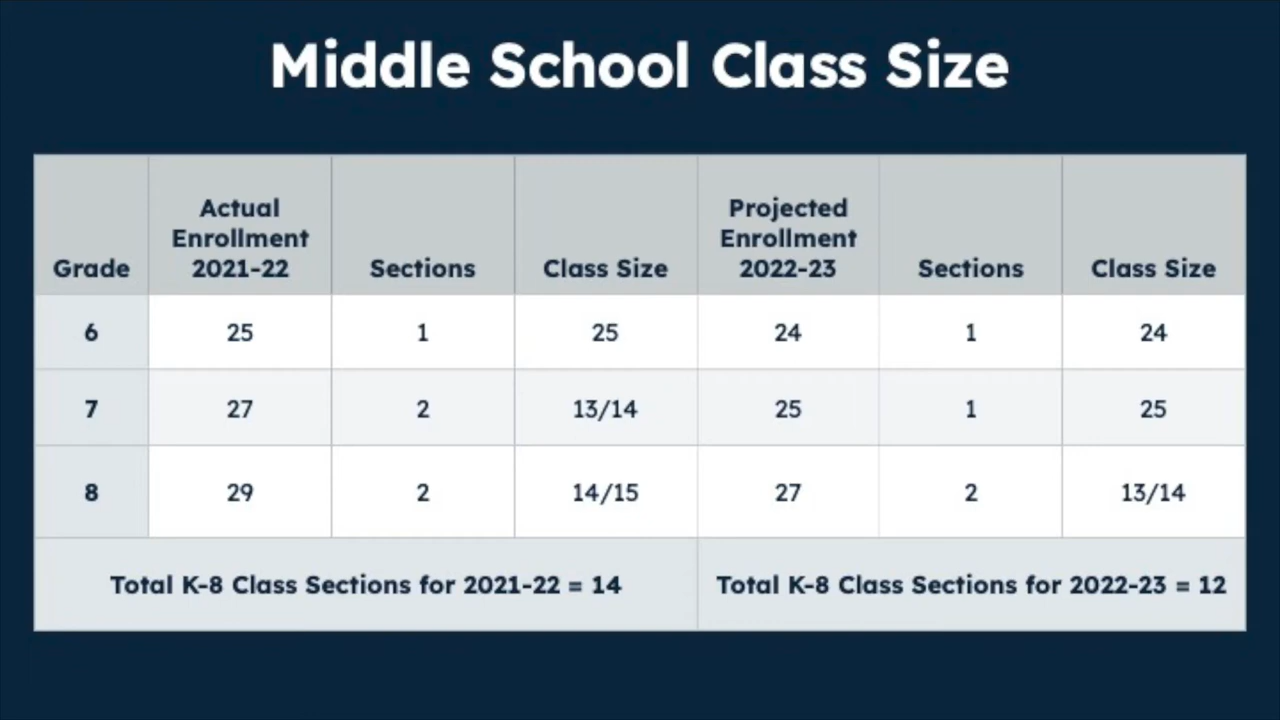 Middle School Class Size
Grade Actual Enrollment 2021-22 Sections Class Size Projected Enrollment 2022-23 Sections Class Size
6 25 1 25 24 1 24
7 27 2 13/14 25 1 25
8 29 2 14/15 27 2 13/14
Total K-8 Class Sections for 2021-22 = 14 Total K-8 Class Sections for 2022-23 = 12